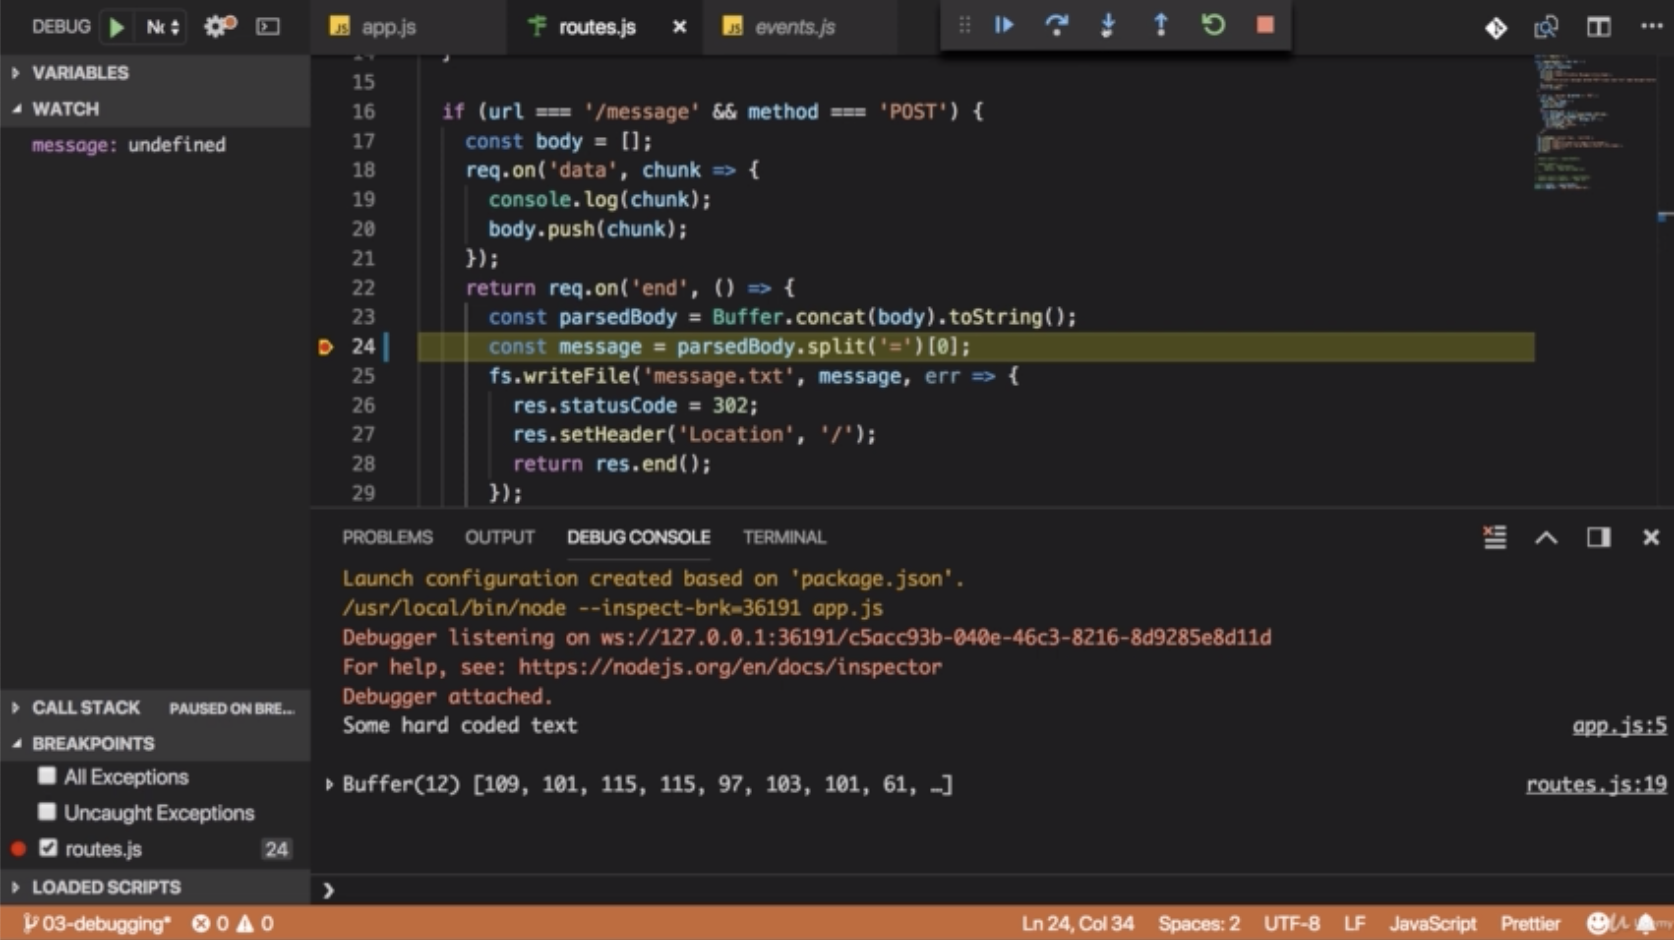 DEBUG
JS app.js
routes.js
JS events.js
VARIABLES
WATCH
message: undefined
15
16 if (url === '/message' && method === 'POST') {
17 const body = [];
18 req.on('data', chunk => {
19 console.log(chunk);
20 body.push(chunk);
21 });
22 return req.on('end', () => {
23 const parsedBody = Buffer.concat(body).toString();
24 const message = parsedBody.split('=')[0];
25 fs.writeFile('message.txt', message, err => {
26 res.statusCode = 302;
27 res.setHeader('Location', '/');
28 return res.end();
29 });
PROBLEMS OUTPUT DEBUG CONSOLE TERMINAL
Launch configuration created based on 'package.json'.
/usr/local/bin/node --inspect-brk=36191 app.js
Debugger listening on ws://127.0.0.1:36191/c5acc93b-040e-46c3-8216-8d9285e8d11d
For help, see: https://nodejs.org/en/docs/inspector
Debugger attached.
Some hard coded text app.js:5
Buffer(12) [109, 101, 115, 115, 97, 103, 101, 61, …] routes.js:19
CALL STACK PAUSED ON BRE...
BREAKPOINTS
All Exceptions
Uncaught Exceptions
routes.js 24
LOADED SCRIPTS
03-debugging* 0 0 Ln 24, Col 34 Spaces: 2 UTF-8 LF JavaScript Prettier